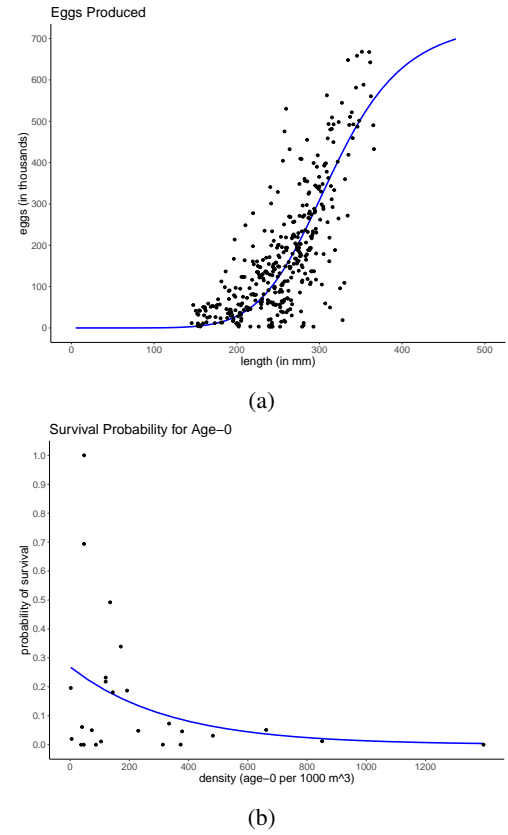 Eggs Produced
700
600
500
400
300
200
100
0
eggs (in thousands)
0 100 200 300 400 500
length (in mm)
(a)
Survival Probability for Age−0
1.0
0.9
0.8
0.7
0.6
0.5
0.4
0.3
0.2
0.1
0.0
probability of survival
0 200 400 600 800 1000 1200
density (age−0 per 1000 m^3)
(b)